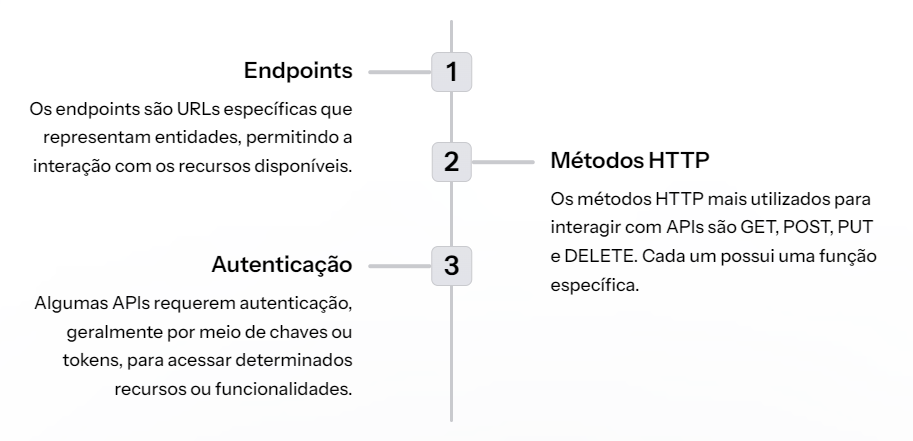 Endpoints
1
Os endpoints são URLs específicas que
representam entidades, permitindo a
interação com os recursos disponíveis.
2
Métodos HTTP
Os métodos HTTP mais utilizados para
interagir com APIs são GET, POST, PUT
e DELETE. Cada um possui uma função
específica.
Autenticação
3
Algumas APIs requerem autenticação,
geralmente por meio de chaves ou
tokens, para acessar determinados
recursos ou funcionalidades.